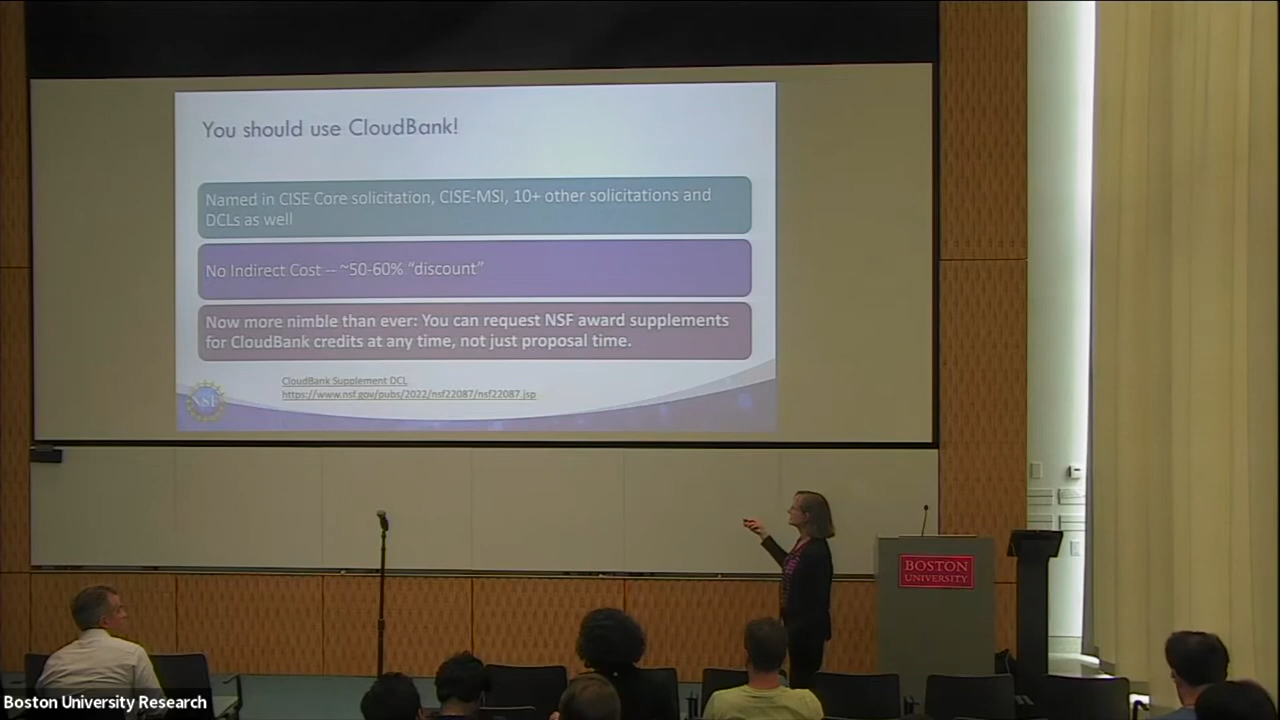 You should use CloudBank!
Named in CISE Core solicitation, CISE-MSI, 10+ other solicitations and
DCLs as well
No Indirect Cost -- ~50-60% “discount”
Now more nimble than ever: You can request NSF award supplements
for CloudBank credits at any time, not just proposal time.
CloudBank Supplement DCL
https://www.nsf.gov/pubs/2022/nsf22087/nsf22087.jsp
NSF
BOSTON
UNIVERSITY
Boston University Research